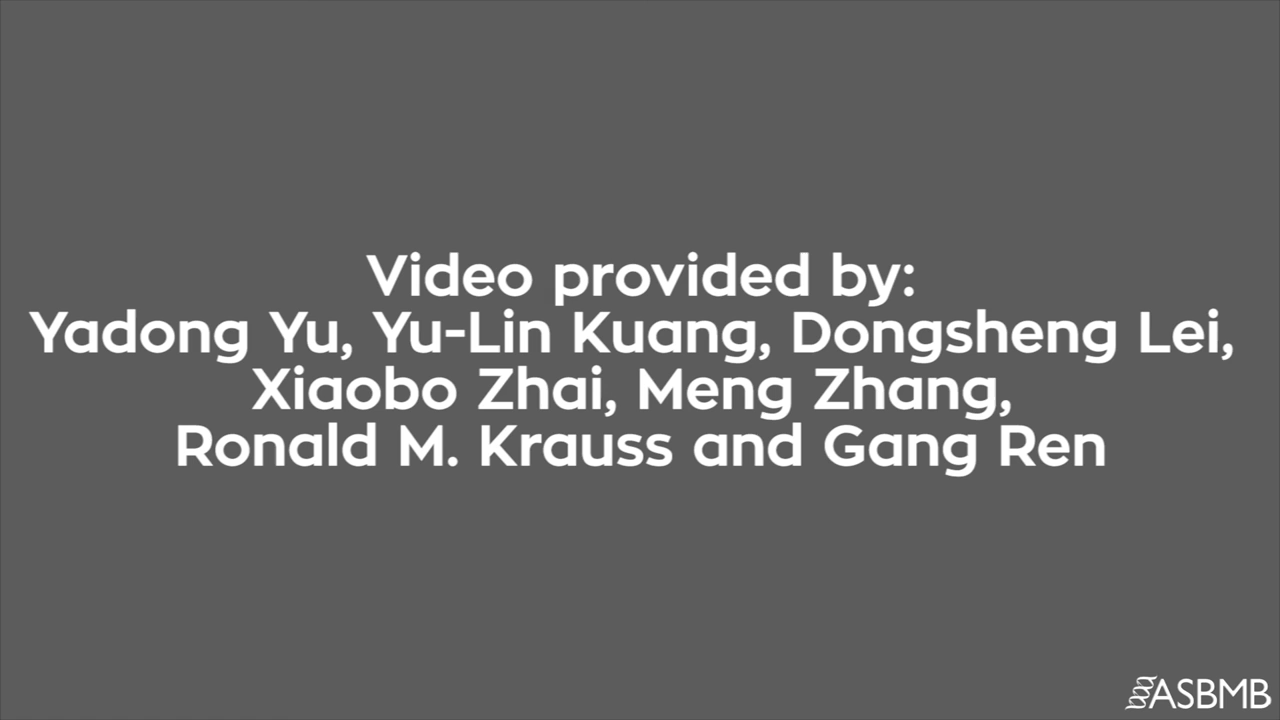 Video provided by:
Yadong Yu, Yu-Lin Kuang, Dongsheng Lei,
Xiaobo Zhai, Meng Zhang,
Ronald M. Krauss and Gang Ren
ASBMB